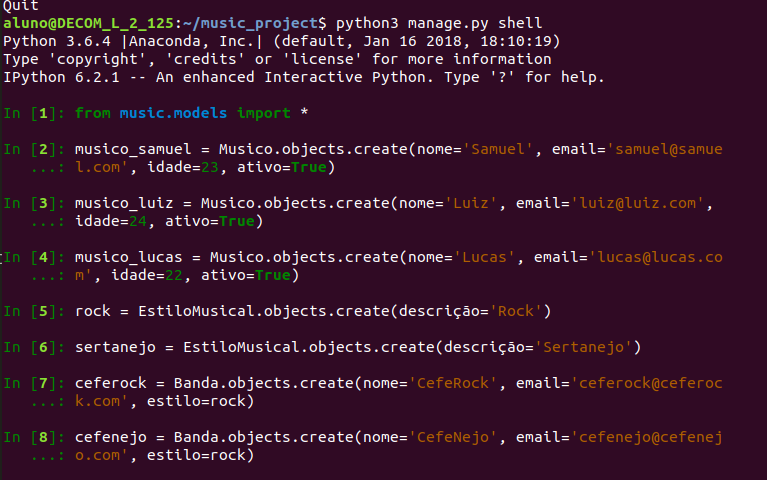 Quit
aluno@DECOM_L_2_125:~/music_project$ python3 manage.py shell
Python 3.6.4 |Anaconda, Inc.| (default, Jan 16 2018, 18:10:19)
Type 'copyright', 'credits' or 'license' for more information
IPython 6.2.1 -- An enhanced Interactive Python. Type '?' for help.
In [1]: from music.models import *
In [2]: musico_samuel = Musico.objects.create(nome='Samuel', email='samuel@samue
...: l.com', idade=23, ativo=True)
In [3]: musico_luiz = Musico.objects.create(nome='Luiz', email='luiz@luiz.com',
...: idade=24, ativo=True)
In [4]: musico_lucas = Musico.objects.create(nome='Lucas', email='lucas@lucas.co
...: m', idade=22, ativo=True)
In [5]: rock = EstiloMusical.objects.create(descrição='Rock')
In [6]: sertanejo = EstiloMusical.objects.create(descrição='Sertanejo')
In [7]: ceferock = Banda.objects.create(nome='CefeRock', email='ceferock@ceferoc
...: k.com', estilo=rock)
In [8]: cefenejo = Banda.objects.create(nome='CefeNejo', email='cefenejo@cefenej
...: o.com', estilo=rock)